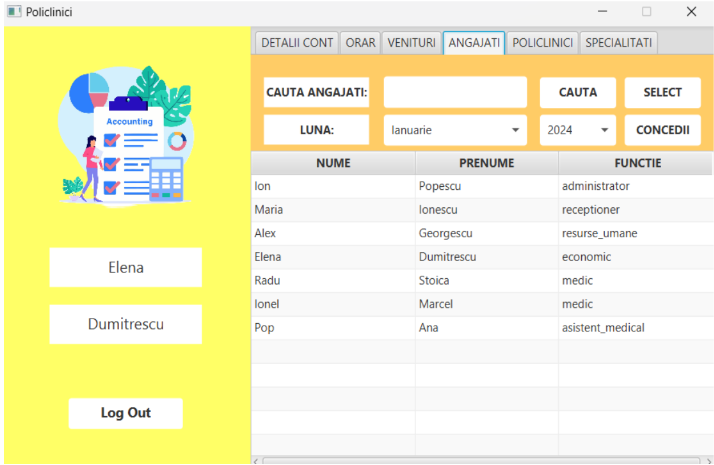 Policlinici
Accounting
Elena
Dumitrescu
Log Out
DETALII CONT ORAR VENITURI ANGAJATI POLICLINICI SPECIALITATI
CAUTA ANGAJATI: CAUTA SELECT
LUNA: Ianuarie 2024 CONCEDII
NUME PRENUME FUNCTIE
Ion Popescu administrator
Maria Ionescu receptioner
Alex Georgescu resurse_umane
Elena Dumitrescu economic
Radu Stoica medic
Ionel Marcel medic
Pop Ana asistent_medical